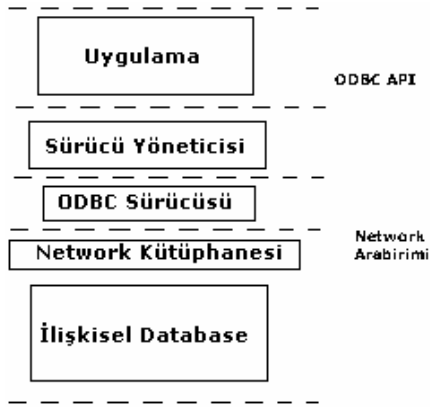 Uygulama
ODBC API
Sürücü Yöneticisi
ODBC Sürücüsü
Network
Arabirimi
Network Kütüphanesi
İlişkisel Database